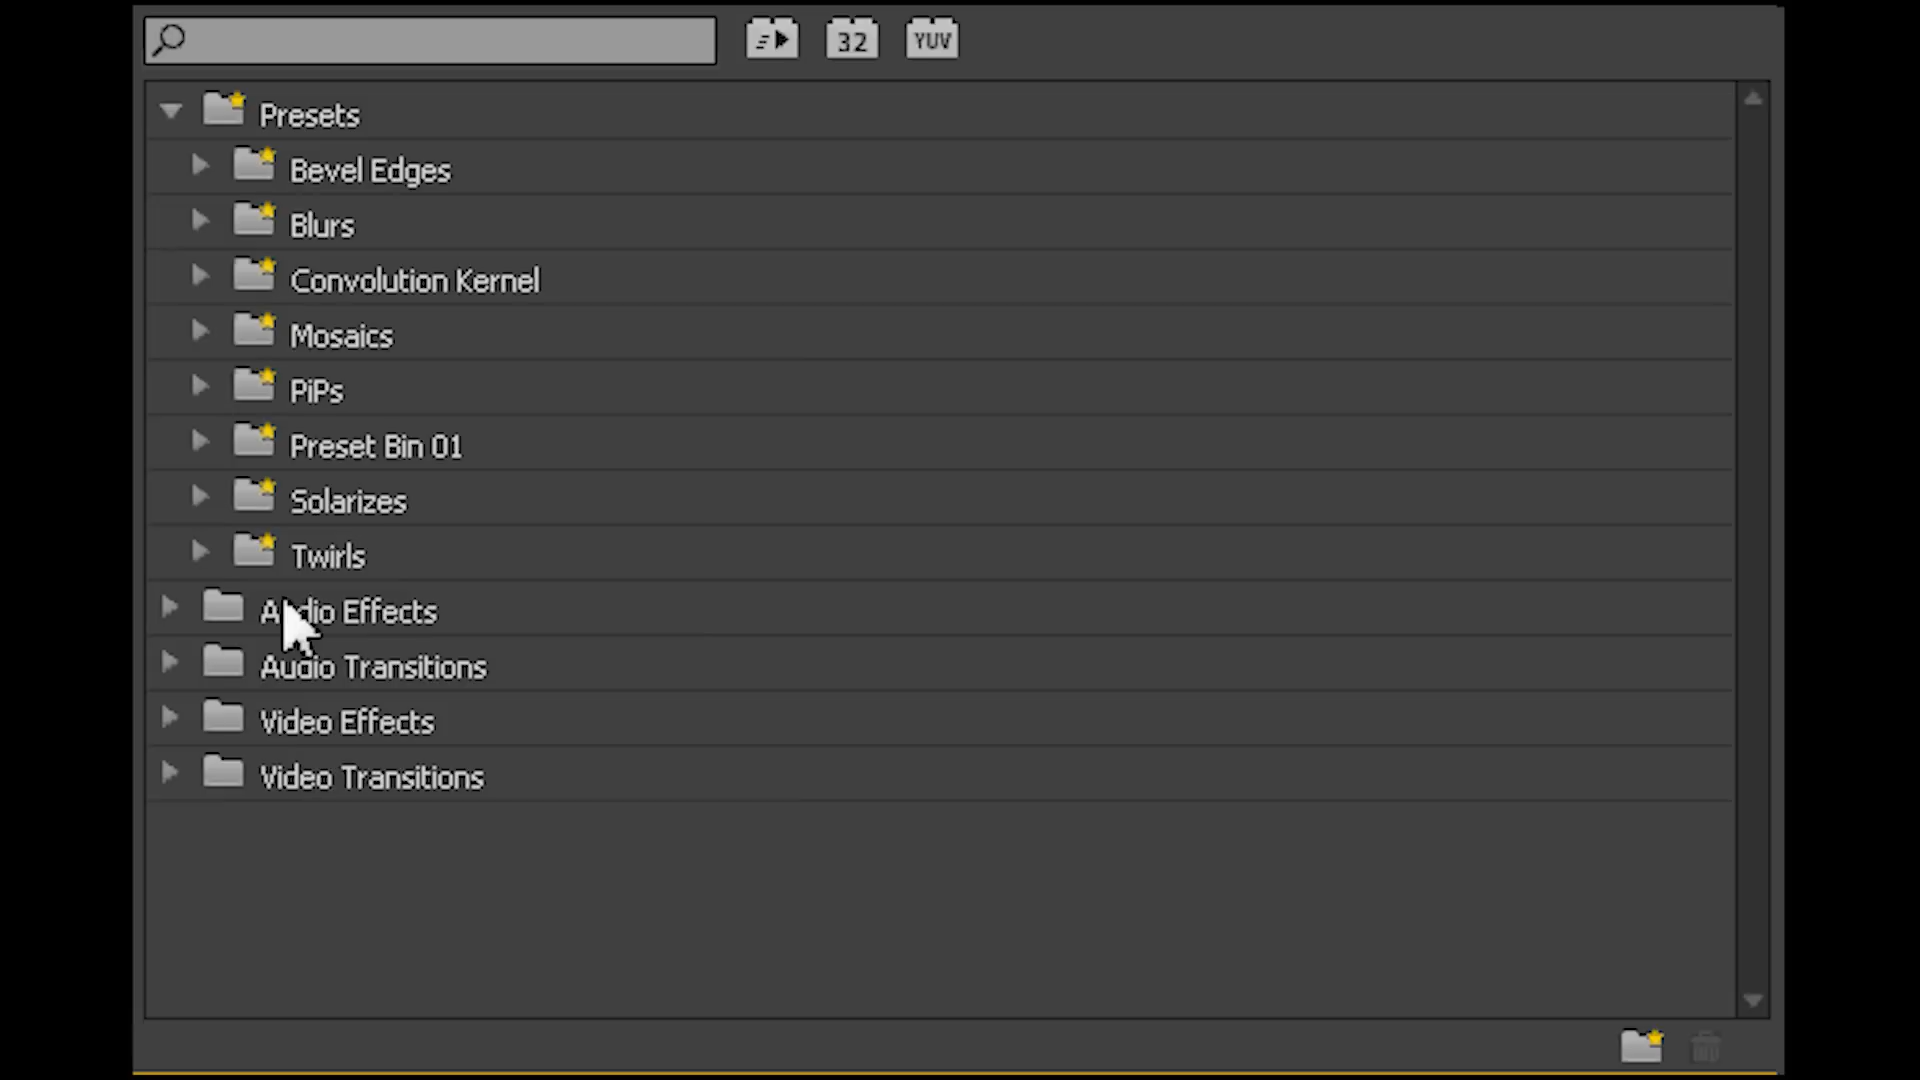 32
YUV
Presets
Bevel Edges
Blurs
Convolution Kernel
Mosaics
PiPs
Preset Bin 01
Solarizes
Twirls
Audio Effects
Audio Transitions
Video Effects
Video Transitions